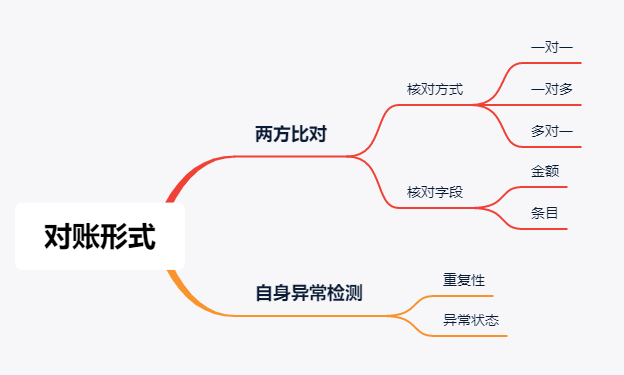 对账形式
两方比对
核对方式
一对一
一对多
多对一
核对字段
金额
条目
自身异常检测
重复性
异常状态